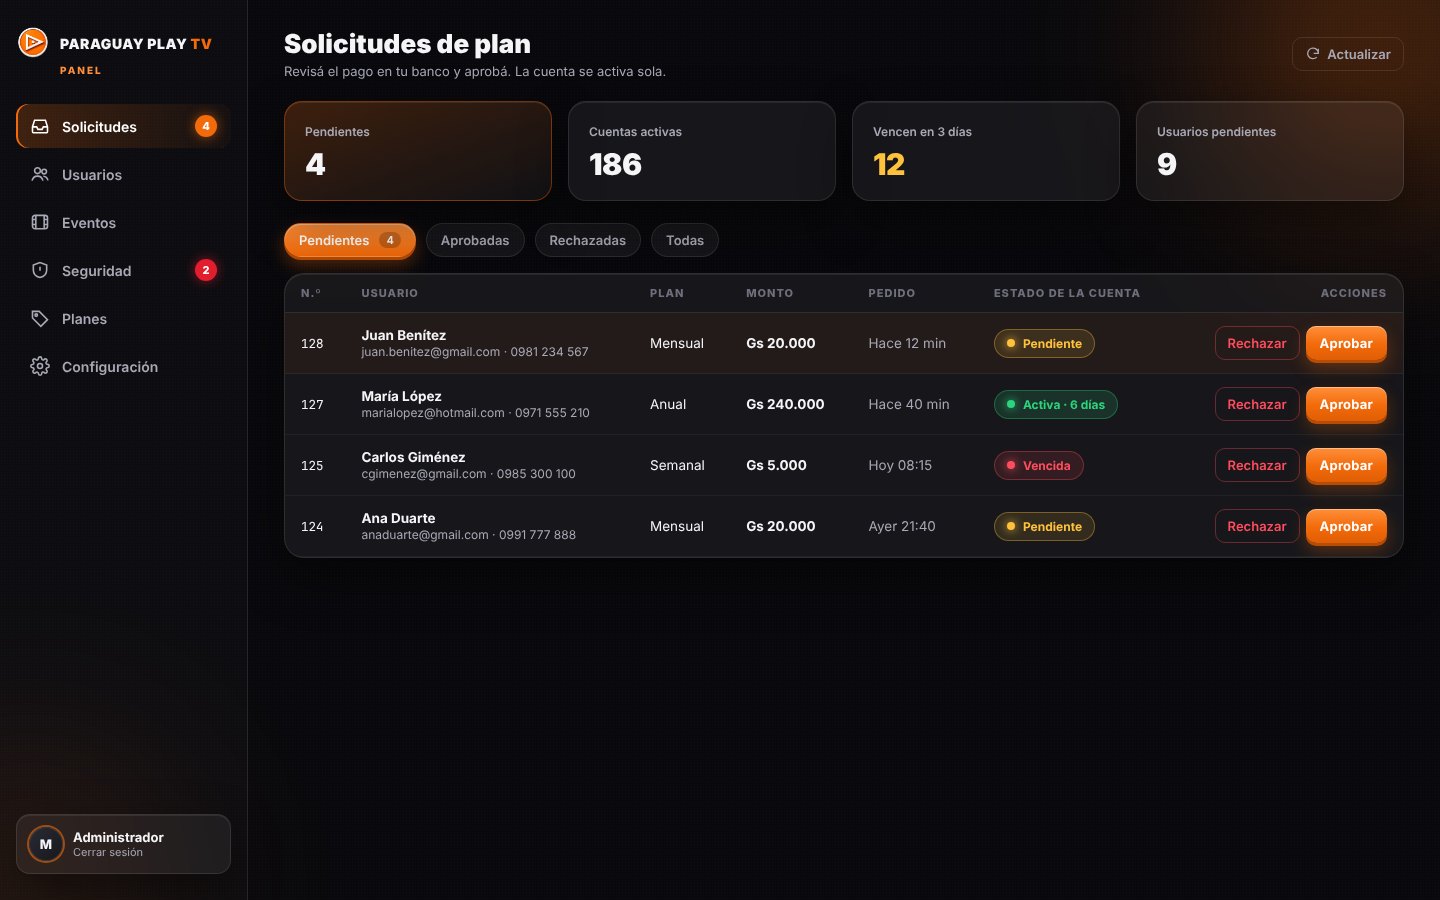 PARAGUAY PLAY TV
PANEL
Solicitudes 4
Usuarios
Eventos
Seguridad 2
Planes
Configuración
M
Administrador
Cerrar sesión
Solicitudes de plan
Revisá el pago en tu banco y aprobá. La cuenta se activa sola.
Actualizar
Pendientes
4
Cuentas activas
186
Vencen en 3 días
12
Usuarios pendientes
9
Pendientes 4 Aprobadas Rechazadas Todas
N.º USUARIO PLAN MONTO PEDIDO ESTADO DE LA CUENTA ACCIONES
128 Juan Benítez Mensual Gs 20.000 Hace 12 min Pendiente Rechazar Aprobar
juan.benitez@gmail.com · 0981 234 567
127 María López Anual Gs 240.000 Hace 40 min Activa · 6 días Rechazar Aprobar
marialopez@hotmail.com · 0971 555 210
125 Carlos Giménez Semanal Gs 5.000 Hoy 08:15 Vencida Rechazar Aprobar
cgimenez@gmail.com · 0985 300 100
124 Ana Duarte Mensual Gs 20.000 Ayer 21:40 Pendiente Rechazar Aprobar
anaduarte@gmail.com · 0991 777 888